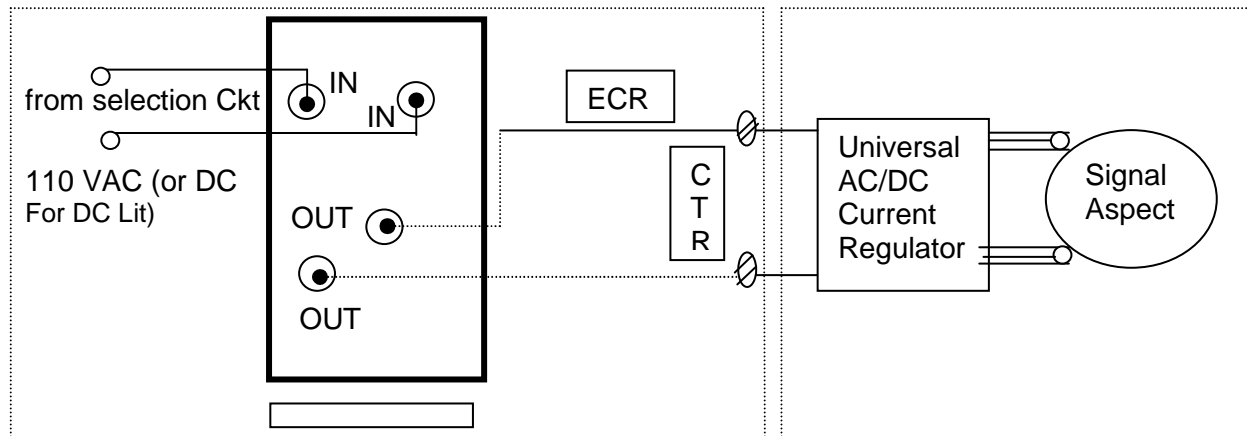 from selection Ckt
110 VAC (or DC
For DC Lit)
IN
IN
OUT
OUT
ECR
C
T
R
Universal
AC/DC
Current
Regulator
Signal
Aspect